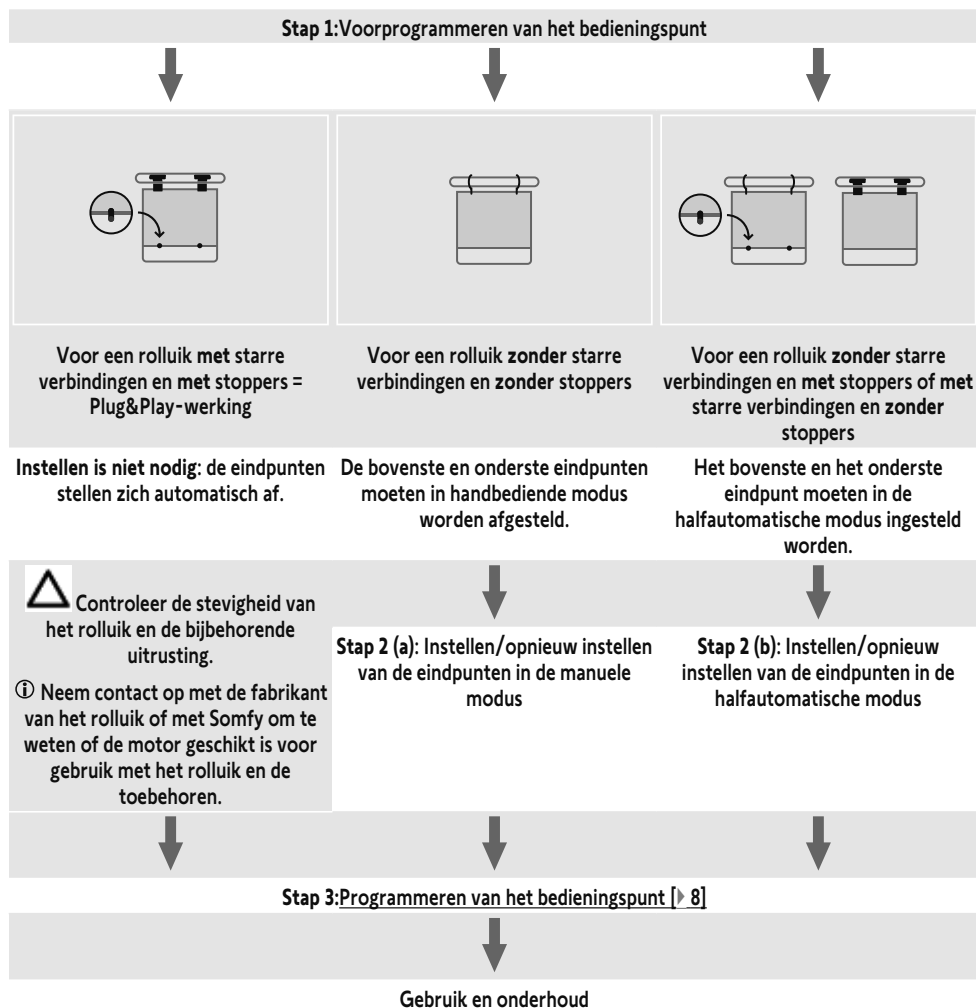 Stap 1:Voorprogrammeren van het bedieningspunt
Voor een rolluik met starre
verbindingen en met stoppers =
Plug&Play-werking
Voor een rolluik zonder starre
verbindingen en zonder stoppers
Voor een rolluik zonder starre
verbindingen en met stoppers of met
starre verbindingen en zonder
stoppers
Instellen is niet nodig: de eindpunten
stellen zich automatisch af.
De bovenste en onderste eindpunten
moeten in handbediende modus
worden afgesteld.
Het bovenste en het onderste
eindpunt moeten in de
halfautomatische modus ingesteld
worden.
Controleer de stevigheid van
het rolluik en de bijbehorende
uitrusting.
ⓘ Neem contact op met de fabrikant
van het rolluik of met Somfy om te
weten of de motor geschikt is voor
gebruik met het rolluik en de
toebehoren.
Stap 2 (a): Instellen/opnieuw instellen
van de eindpunten in de manuele
modus
Stap 2 (b): Instellen/opnieuw
instellen van de eindpunten in de
halfautomatische modus
Stap 3:Programmeren van het bedieningspunt [▶ 8]
Gebruik en onderhoud